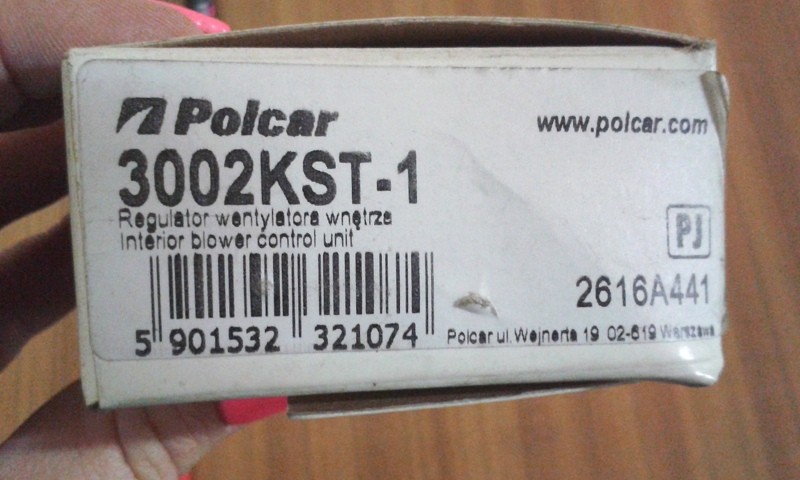 Polcar
www.polcar.com
3002KST-1
Regulator wentylatora wnętrza
Interior blower control unit
PJ
2616A441
5 901532 321074
Polcar ul. Wejnerta 19 02-619 Warszawa